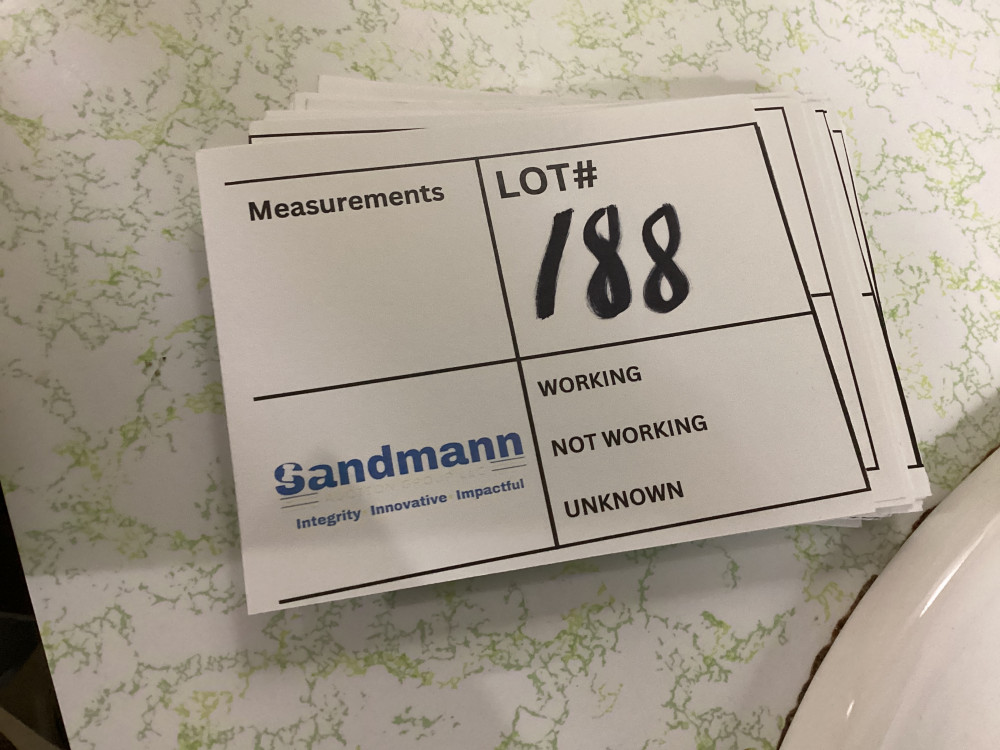 Measurements
LOT#
188
WORKING
NOT WORKING
UNKNOWN
Sandmann
Integrity Innovative Impactful